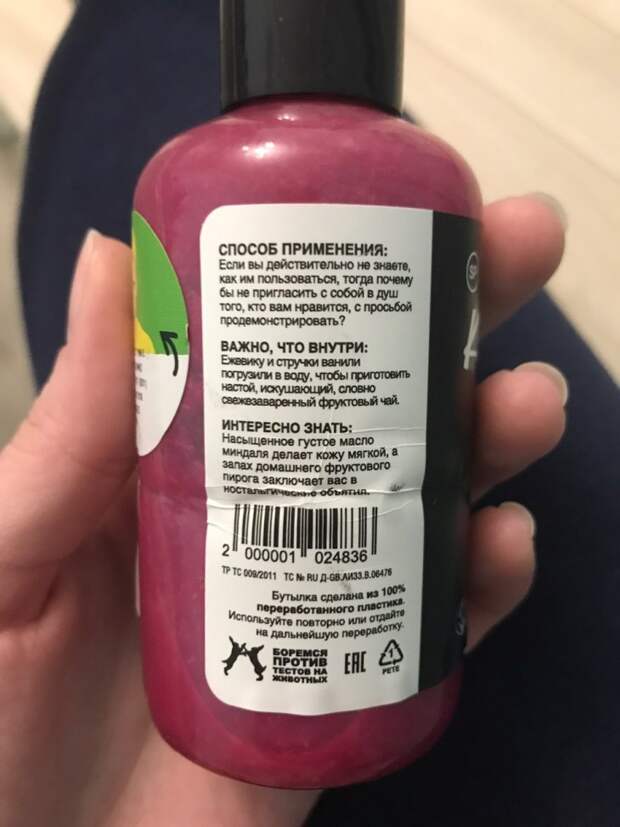 СПОСОБ ПРИМЕНЕНИЯ:
Если вы действительно не знаете,
как им пользоваться, тогда почему
бы не пригласить с собой в душ
того, кто вам нравится, с просьбой
продемонстрировать?
ВАЖНО, ЧТО ВНУТРИ:
Ежевику и стручки ванили
погрузили в воду, чтобы приготовить
настой, искушающий, словно
свежезаваренный фруктовый чай.
ИНТЕРЕСНО ЗНАТЬ:
Насыщенное густое масло
миндаля делает кожу мягкой, а
запах домашнего фруктового
пирога заключает вас в
ностальгические объятия.
2 000001 024836
ТР ТС 009/2011 ТС № RU Д-GB.АИ33.В.06476
Бутылка сделана из 100%
переработанного пластика.
Используйте повторно или отдайте
на дальнейшую переработку.
БОРЕМСЯ
ПРОТИВ
ТЕСТОВ НА
ЖИВОТНЫХ
EAC
1
PETE